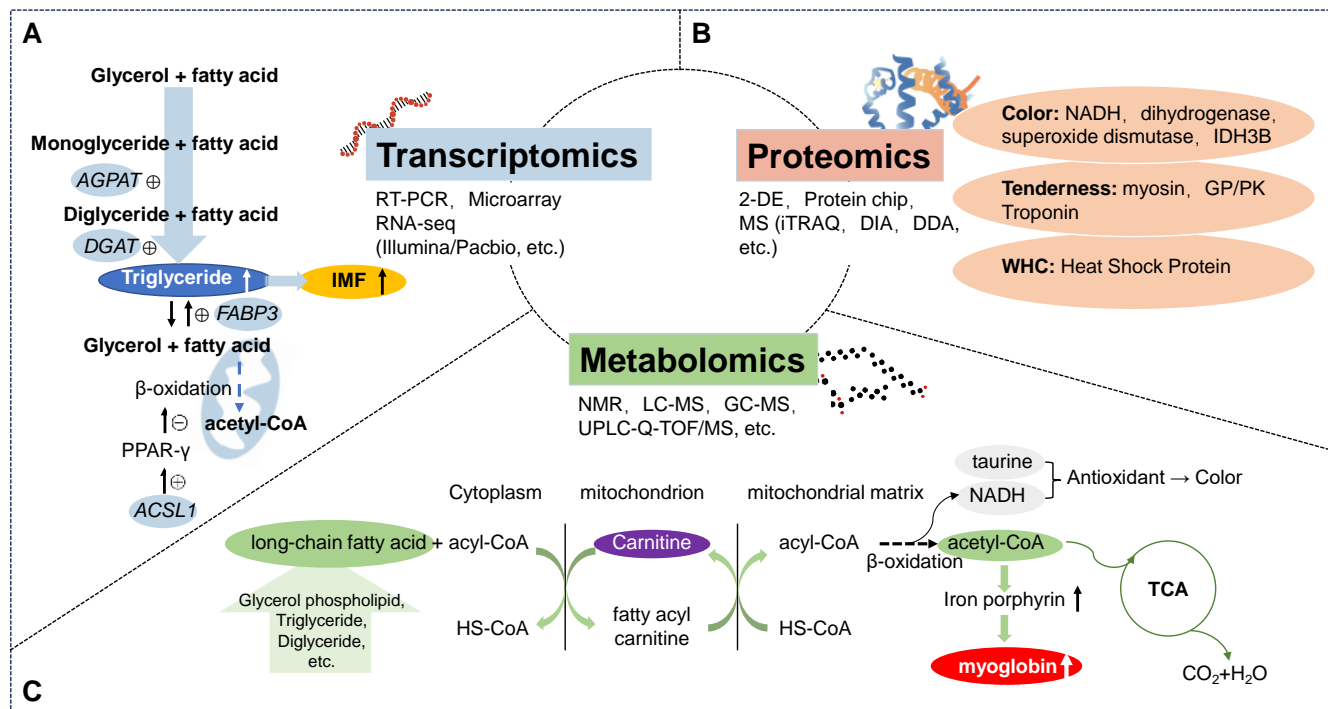 A
Glycerol + fatty acid
Monoglyceride + fatty acid
AGPAT ⊕
Diglyceride + fatty acid
DGAT ⊕
Triglyceride ↑
IMF ↑
↓ ↑ ⊕ FABP3
Glycerol + fatty acid
β-oxidation
acetyl-CoA
↑ ⊖
PPAR-γ
↑ ⊕
ACSL1
Transcriptomics
RT-PCR, Microarray
RNA-seq
(Illumina/Pacbio, etc.)
B
Proteomics
2-DE, Protein chip,
MS (iTRAQ, DIA, DDA,
etc.)
Color: NADH, dihydrogenase,
superoxide dismutase, IDH3B
Tenderness: myosin, GP/PK
Troponin
WHC: Heat Shock Protein
Metabolomics
NMR, LC-MS, GC-MS,
UPLC-Q-TOF/MS, etc.
C
Cytoplasm
mitochondrion
mitochondrial matrix
long-chain fatty acid + acyl-CoA
Carnitine
acyl-CoA
β-oxidation
acetyl-CoA
taurine
NADH
Antioxidant → Color
Glycerol phospholipid,
Triglyceride,
Diglyceride,
etc.
HS-CoA
fatty acyl
carnitine
HS-CoA
Iron porphyrin ↑
myoglobin ↑
TCA
CO₂+H₂O